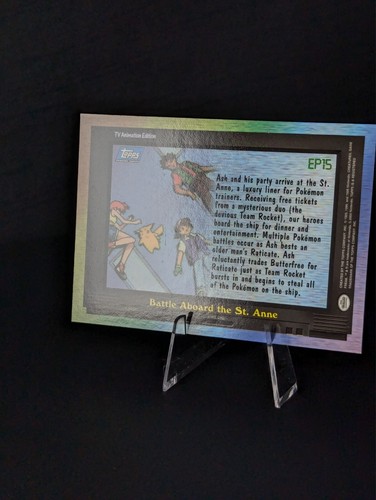 TV Animation Edition
Topps
EP15
Ash and his party arrive at the St.
Anne, a luxury liner for Pokémon
trainers. Receiving free tickets
from a mysterious duo (the
devious Team Rocket), our heroes
board the ship for dinner and
entertainment. Multiple Pokémon
battles occur as Ash bests an
older man's Raticate. Ash
reluctantly trades Butterfree for
Raticate just as Team Rocket
bursts in and begins to steal all
of the Pokémon on the ship.
Battle Aboard the St. Anne